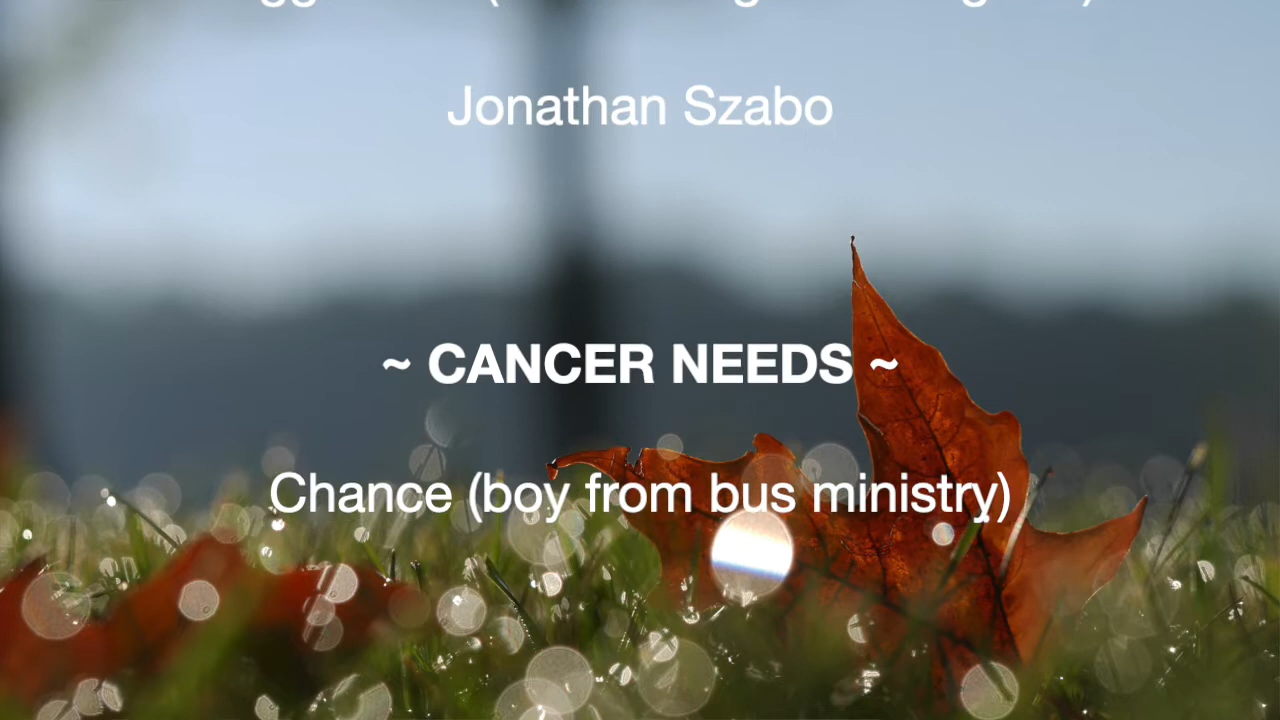 Jonathan Szabo
~ CANCER NEEDS ~
Chance (boy from bus ministry)